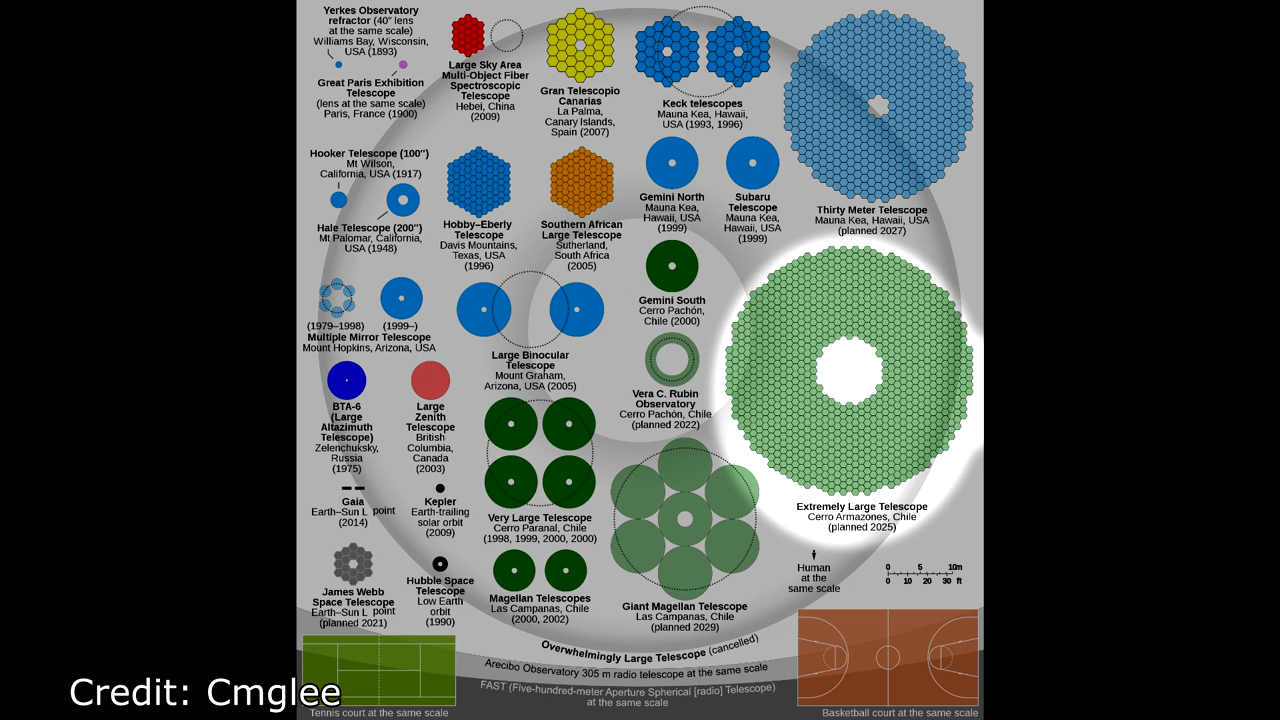 Yerkes Observatory
refractor (40" lens
at the same scale)
Williams Bay, Wisconsin,
USA (1893)
Great Paris Exhibition
Telescope
(lens at the same scale)
Paris, France (1900)
Large Sky Area
Multi-Object Fiber
Spectroscopic
Telescope
Hebei, China
(2009)
Gran Telescopio
Canarias
La Palma,
Canary Islands,
Spain (2007)
Keck telescopes
Mauna Kea, Hawaii,
USA (1993, 1996)
Thirty Meter Telescope
Mauna Kea, Hawaii, USA
(planned 2027)
Hooker Telescope (100")
Mt Wilson,
California, USA (1917)
Hale Telescope (200")
Mt Palomar, California,
USA (1948)
Hobby–Eberly
Telescope
Davis Mountains,
Texas, USA
(1996)
Southern African
Large Telescope
Sutherland,
South Africa
(2005)
Gemini North
Mauna Kea,
Hawaii, USA
(1999)
Subaru
Telescope
Mauna Kea,
Hawaii, USA
(1999)
Gemini South
Cerro Pachón,
Chile (2000)
(1979–1998) (1999–)
Multiple Mirror Telescope
Mount Hopkins, Arizona, USA
Large Binocular
Telescope
Mount Graham,
Arizona, USA (2005)
Vera C. Rubin
Observatory
Cerro Pachón, Chile
(planned 2022)
BTA-6
(Large
Altazimuth
Telescope)
Zelenchuksky,
Russia
(1975)
Large
Zenith
Telescope
British
Columbia,
Canada
(2003)
Very Large Telescope
Cerro Paranal, Chile
(1998, 1999, 2000, 2000)
Extremely Large Telescope
Cerro Armazones, Chile
(planned 2025)
Gaia
Earth–Sun L point
(2014)
Kepler
Earth-trailing
solar orbit
(2009)
James Webb
Space Telescope
Earth–Sun L point
(planned 2021)
Hubble Space
Telescope
Low Earth
orbit
(1990)
Magellan Telescopes
Las Campanas, Chile
(2000, 2002)
Giant Magellan Telescope
Las Campanas, Chile
(planned 2029)
Human
at the
same scale
0 5 10m
0 10 20 30 ft
Overwhelmingly Large Telescope (cancelled)
Arecibo Observatory 305 m radio telescope at the same scale
FAST (Five-hundred-meter Aperture Spherical [radio] Telescope)
at the same scale
Tennis court at the same scale
Basketball court at the same scale
Credit: Cmglee